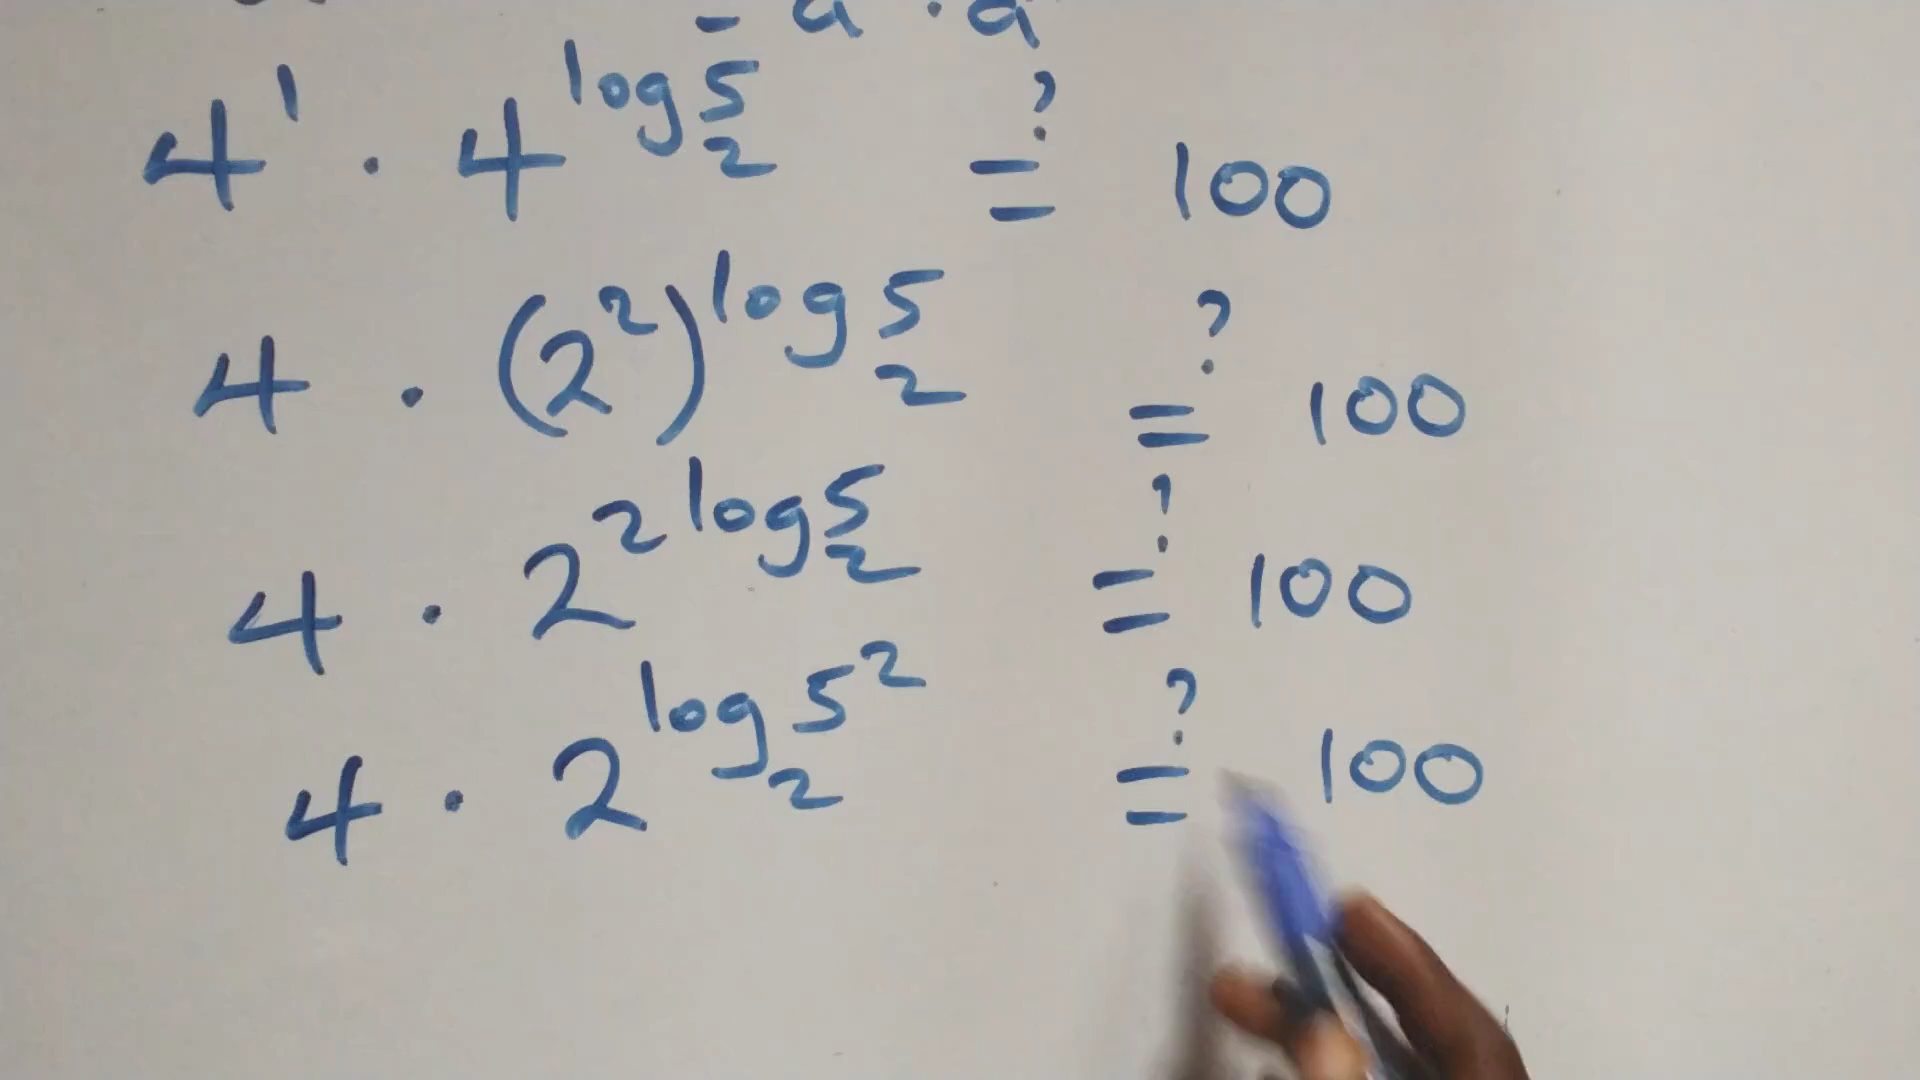 = a · a
4¹ · 4^(log₂5) ≟ 100
4 · (2²)^(log₂5) ≟ 100
4 · 2^(2log₂5) ≟ 100
4 · 2^(log₂5²) ≟ 100